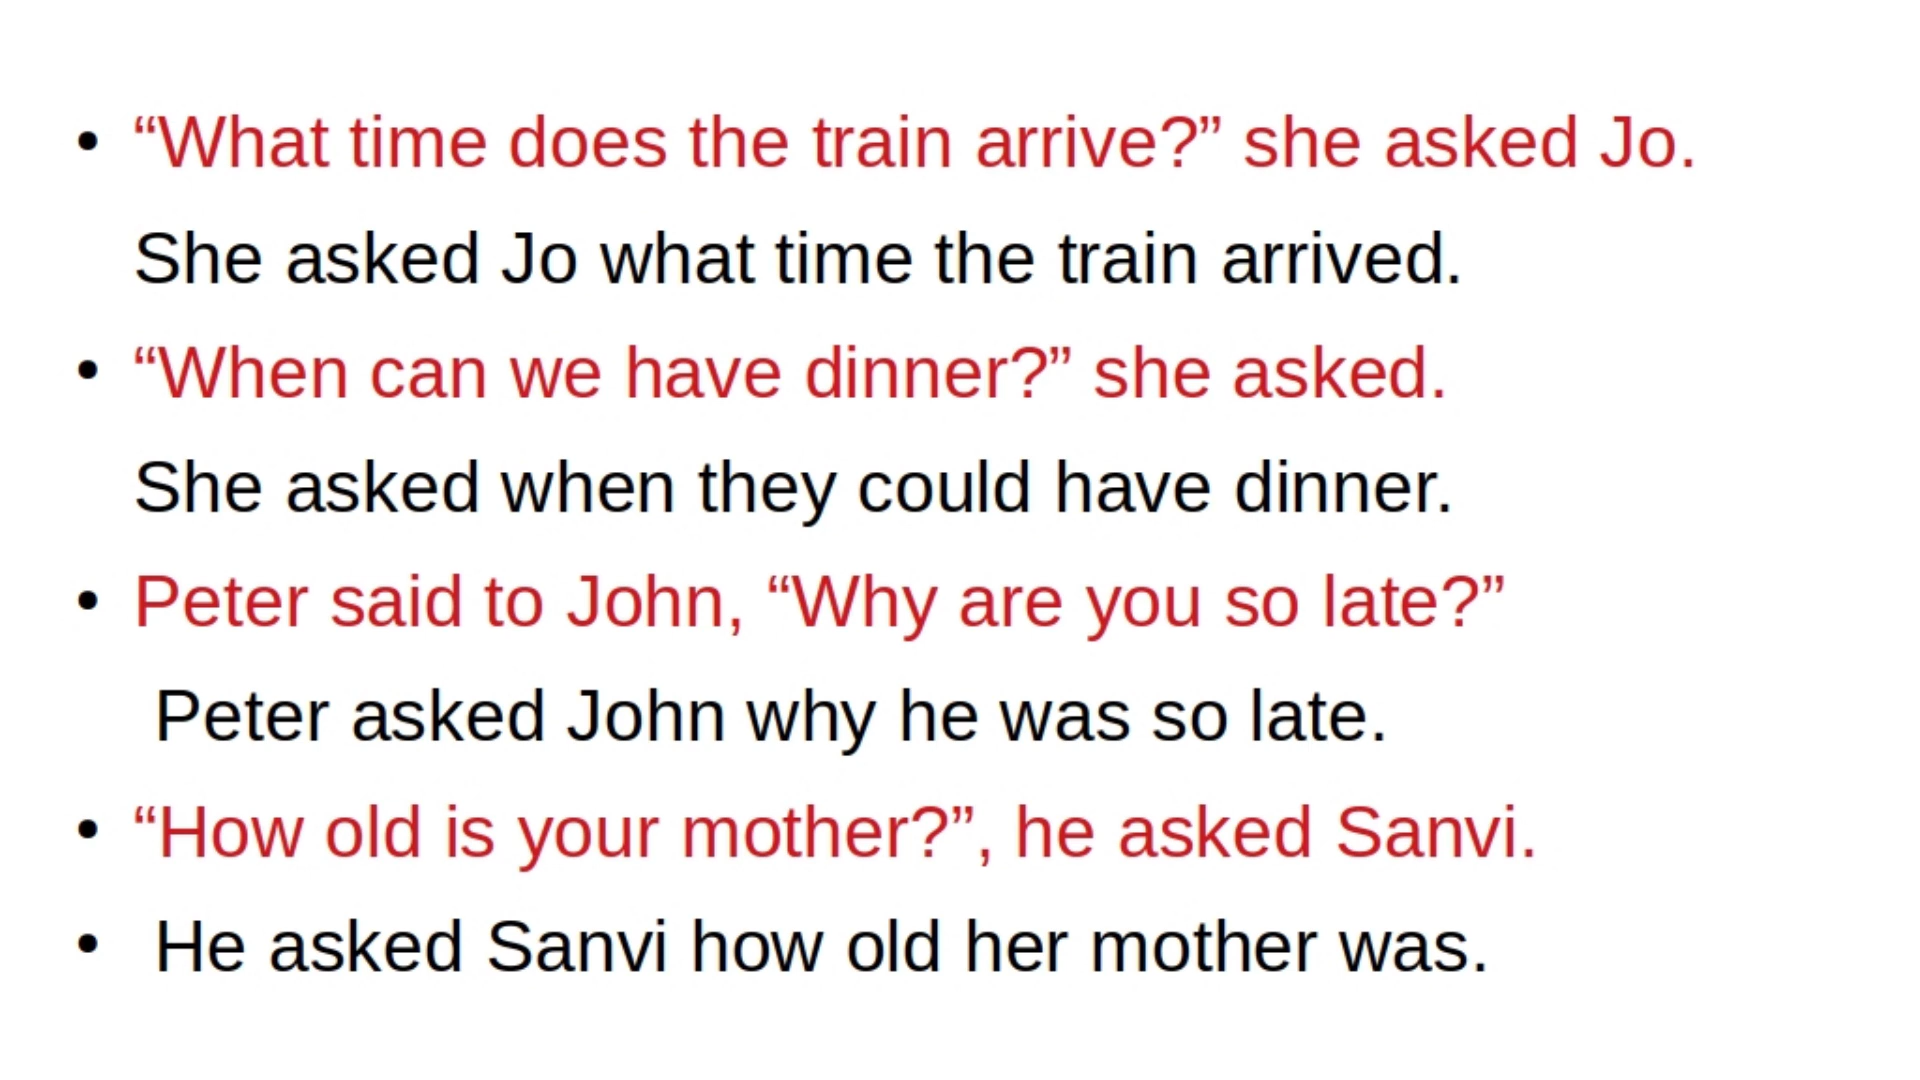 • “What time does the train arrive?” she asked Jo.
She asked Jo what time the train arrived.
• “When can we have dinner?” she asked.
She asked when they could have dinner.
• Peter said to John, “Why are you so late?”
Peter asked John why he was so late.
• “How old is your mother?”, he asked Sanvi.
• He asked Sanvi how old her mother was.